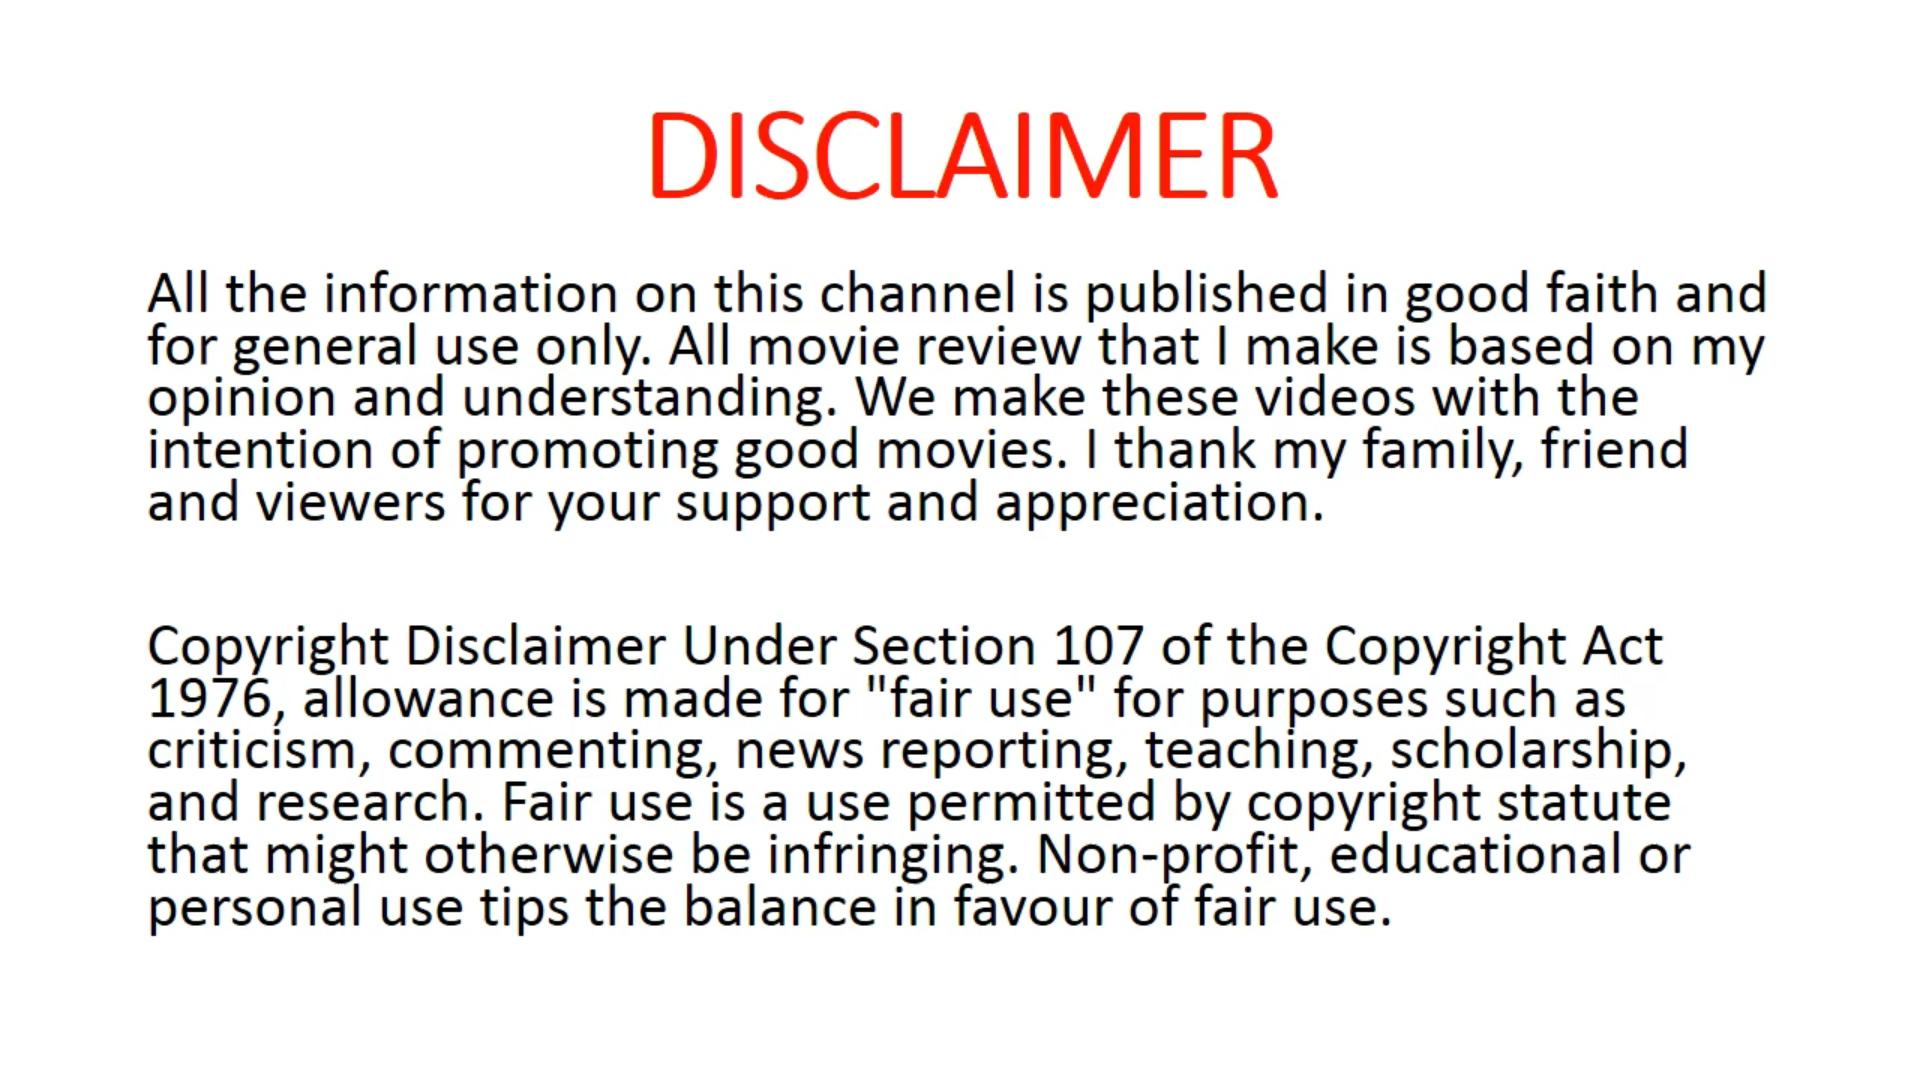 DISCLAIMER
All the information on this channel is published in good faith and
for general use only. All movie review that I make is based on my
opinion and understanding. We make these videos with the
intention of promoting good movies. I thank my family, friend
and viewers for your support and appreciation.
Copyright Disclaimer Under Section 107 of the Copyright Act
1976, allowance is made for "fair use" for purposes such as
criticism, commenting, news reporting, teaching, scholarship,
and research. Fair use is a use permitted by copyright statute
that might otherwise be infringing. Non-profit, educational or
personal use tips the balance in favour of fair use.